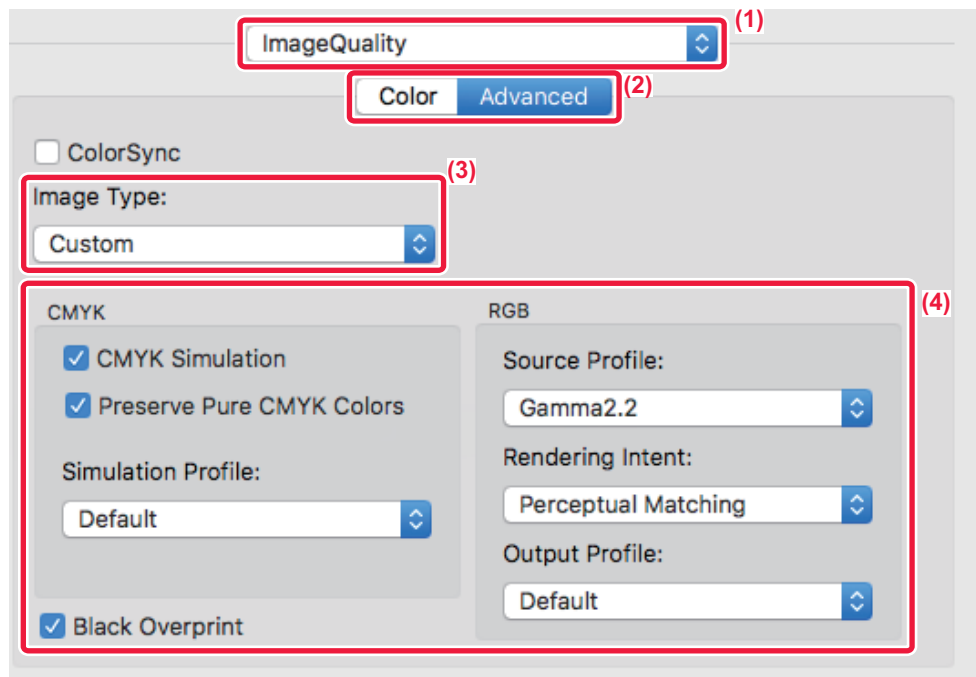 (1)
ImageQuality
(2)
Color Advanced
ColorSync
(3)
Image Type:
Custom
(4)
CMYK
CMYK Simulation
Preserve Pure CMYK Colors
Simulation Profile:
Default
Black Overprint
RGB
Source Profile:
Gamma2.2
Rendering Intent:
Perceptual Matching
Output Profile:
Default